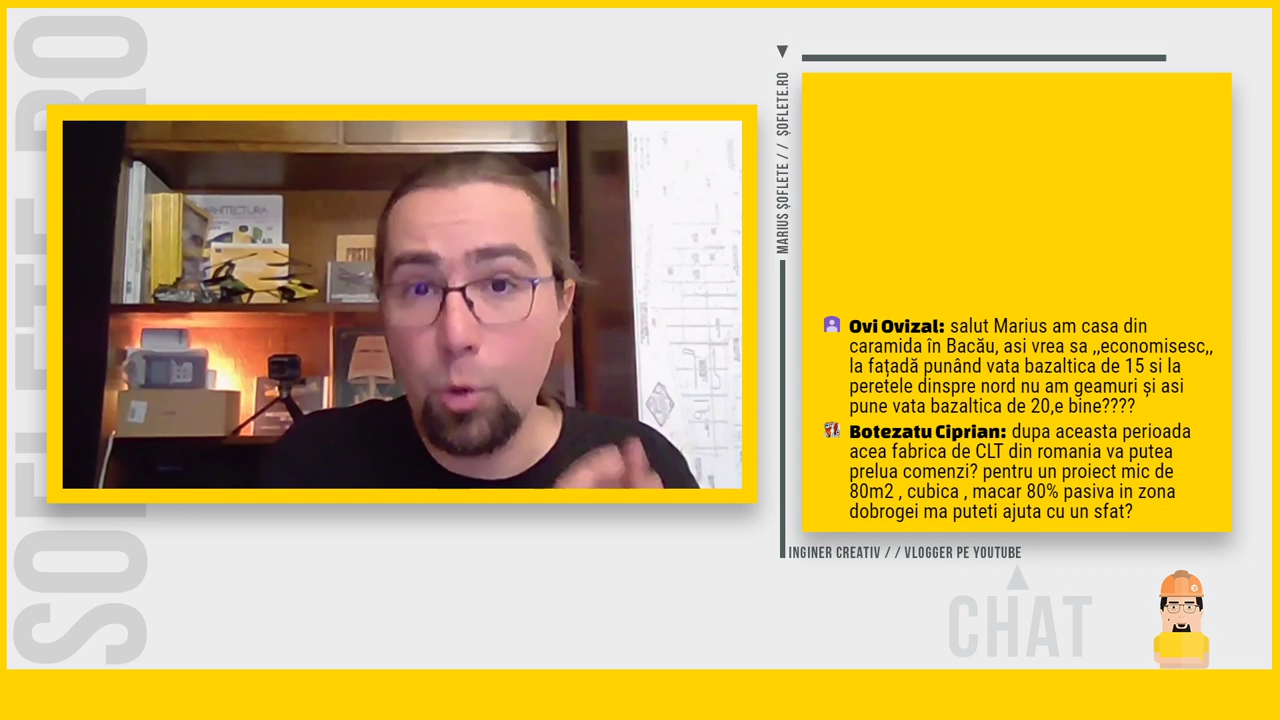 SOFLETE.RO
ARHITECTURA
MARIUS ȘOFLETE / / ȘOFLETE.RO
Ovi Ovizal: salut Marius am casa din
caramida în Bacău, asi vrea sa ,,economisesc,,
la fațadă punând vata bazaltica de 15 si la
peretele dinspre nord nu am geamuri și asi
pune vata bazaltica de 20,e bine????
Botezatu Ciprian: dupa aceasta perioada
acea fabrica de CLT din romania va putea
prelua comenzi? pentru un proiect mic de
80m2 , cubica , macar 80% pasiva in zona
dobrogei ma puteti ajuta cu un sfat?
INGINER CREATIV / / VLOGGER PE YOUTUBE
CHAT